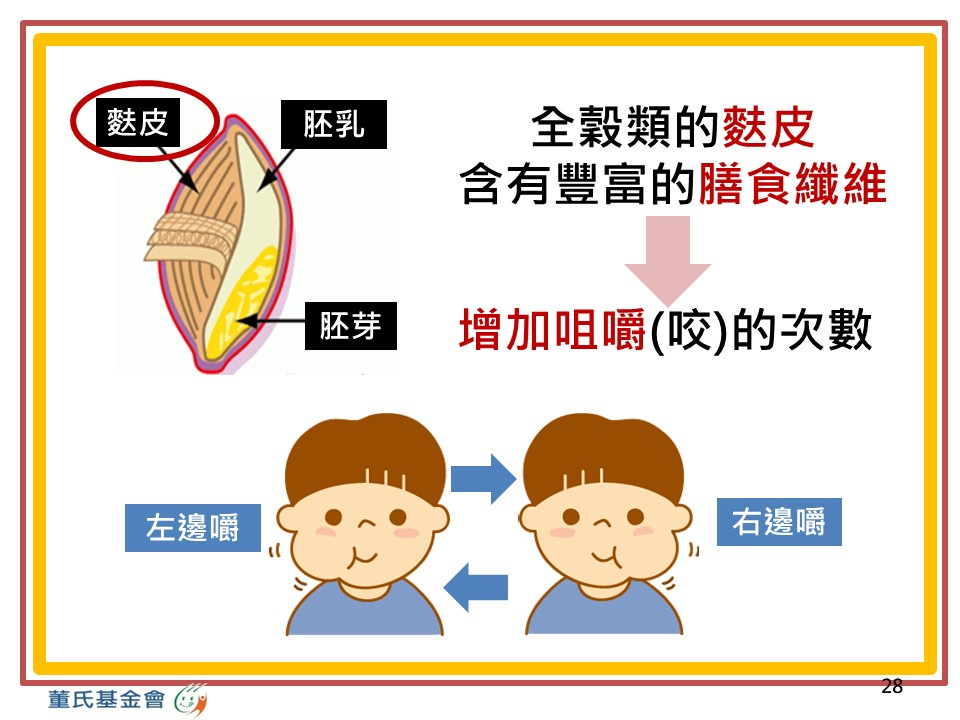 麩皮
胚乳
胚芽
全穀類的麩皮
含有豐富的膳食纖維
增加咀嚼(咬)的次數
左邊嚼
右邊嚼
董氏基金會
28